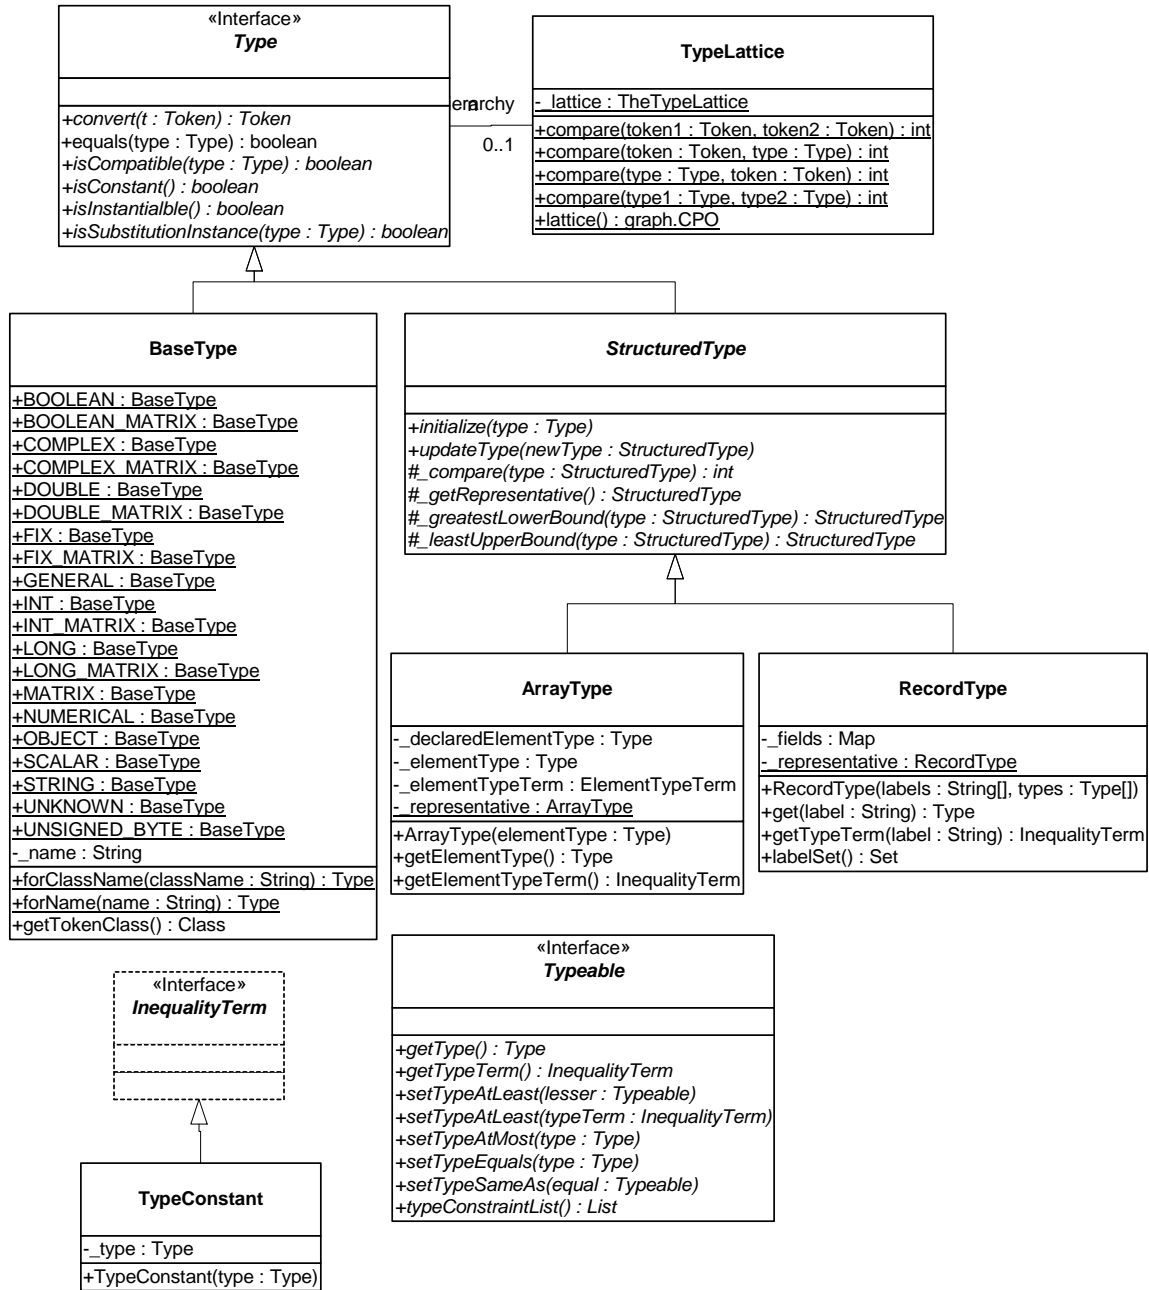 «Interface»
Type
+convert(t : Token) : Token
+equals(type : Type) : boolean
+isCompatible(type : Type) : boolean
+isConstant() : boolean
+isInstantialble() : boolean
+isSubstitutionInstance(type : Type) : boolean
0..1
TypeLattice
-_lattice : TheTypeLattice
+compare(token1 : Token, token2 : Token) : int
+compare(token : Token, type : Type) : int
+compare(type : Type, token : Token) : int
+compare(type1 : Type, type2 : Type) : int
+lattice() : graph.CPO
BaseType
+BOOLEAN : BaseType
+BOOLEAN_MATRIX : BaseType
+COMPLEX : BaseType
+COMPLEX_MATRIX : BaseType
+DOUBLE : BaseType
+DOUBLE_MATRIX : BaseType
+FIX : BaseType
+FIX_MATRIX : BaseType
+GENERAL : BaseType
+INT : BaseType
+INT_MATRIX : BaseType
+LONG : BaseType
+LONG_MATRIX : BaseType
+MATRIX : BaseType
+NUMERICAL : BaseType
+OBJECT : BaseType
+SCALAR : BaseType
+STRING : BaseType
+UNKNOWN : BaseType
+UNSIGNED_BYTE : BaseType
-_name : String
+forClassName(className : String) : Type
+forName(name : String) : Type
+getTokenClass() : Class
StructuredType
+initialize(type : Type)
+updateType(newType : StructuredType)
#_compare(type : StructuredType) : int
#_getRepresentative() : StructuredType
#_greatestLowerBound(type : StructuredType) : StructuredType
#_leastUpperBound(type : StructuredType) : StructuredType
ArrayType
-_declaredElementType : Type
-_elementType : Type
-_elementTypeTerm : ElementTypeTerm
-_representative : ArrayType
+ArrayType(elementType : Type)
+getElementType() : Type
+getElementTypeTerm() : InequalityTerm
RecordType
-_fields : Map
-_representative : RecordType
+RecordType(labels : String[], types : Type[])
+get(label : String) : Type
+getTypeTerm(label : String) : InequalityTerm
+labelSet() : Set
«Interface»
InequalityTerm
TypeConstant
-_type : Type
+TypeConstant(type : Type)
«Interface»
Typeable
+getType() : Type
+getTypeTerm() : InequalityTerm
+setTypeAtLeast(lesser : Typeable)
+setTypeAtLeast(typeTerm : InequalityTerm)
+setTypeAtMost(type : Type)
+setTypeEquals(type : Type)
+setTypeSameAs(equal : Typeable)
+typeConstraintList() : List